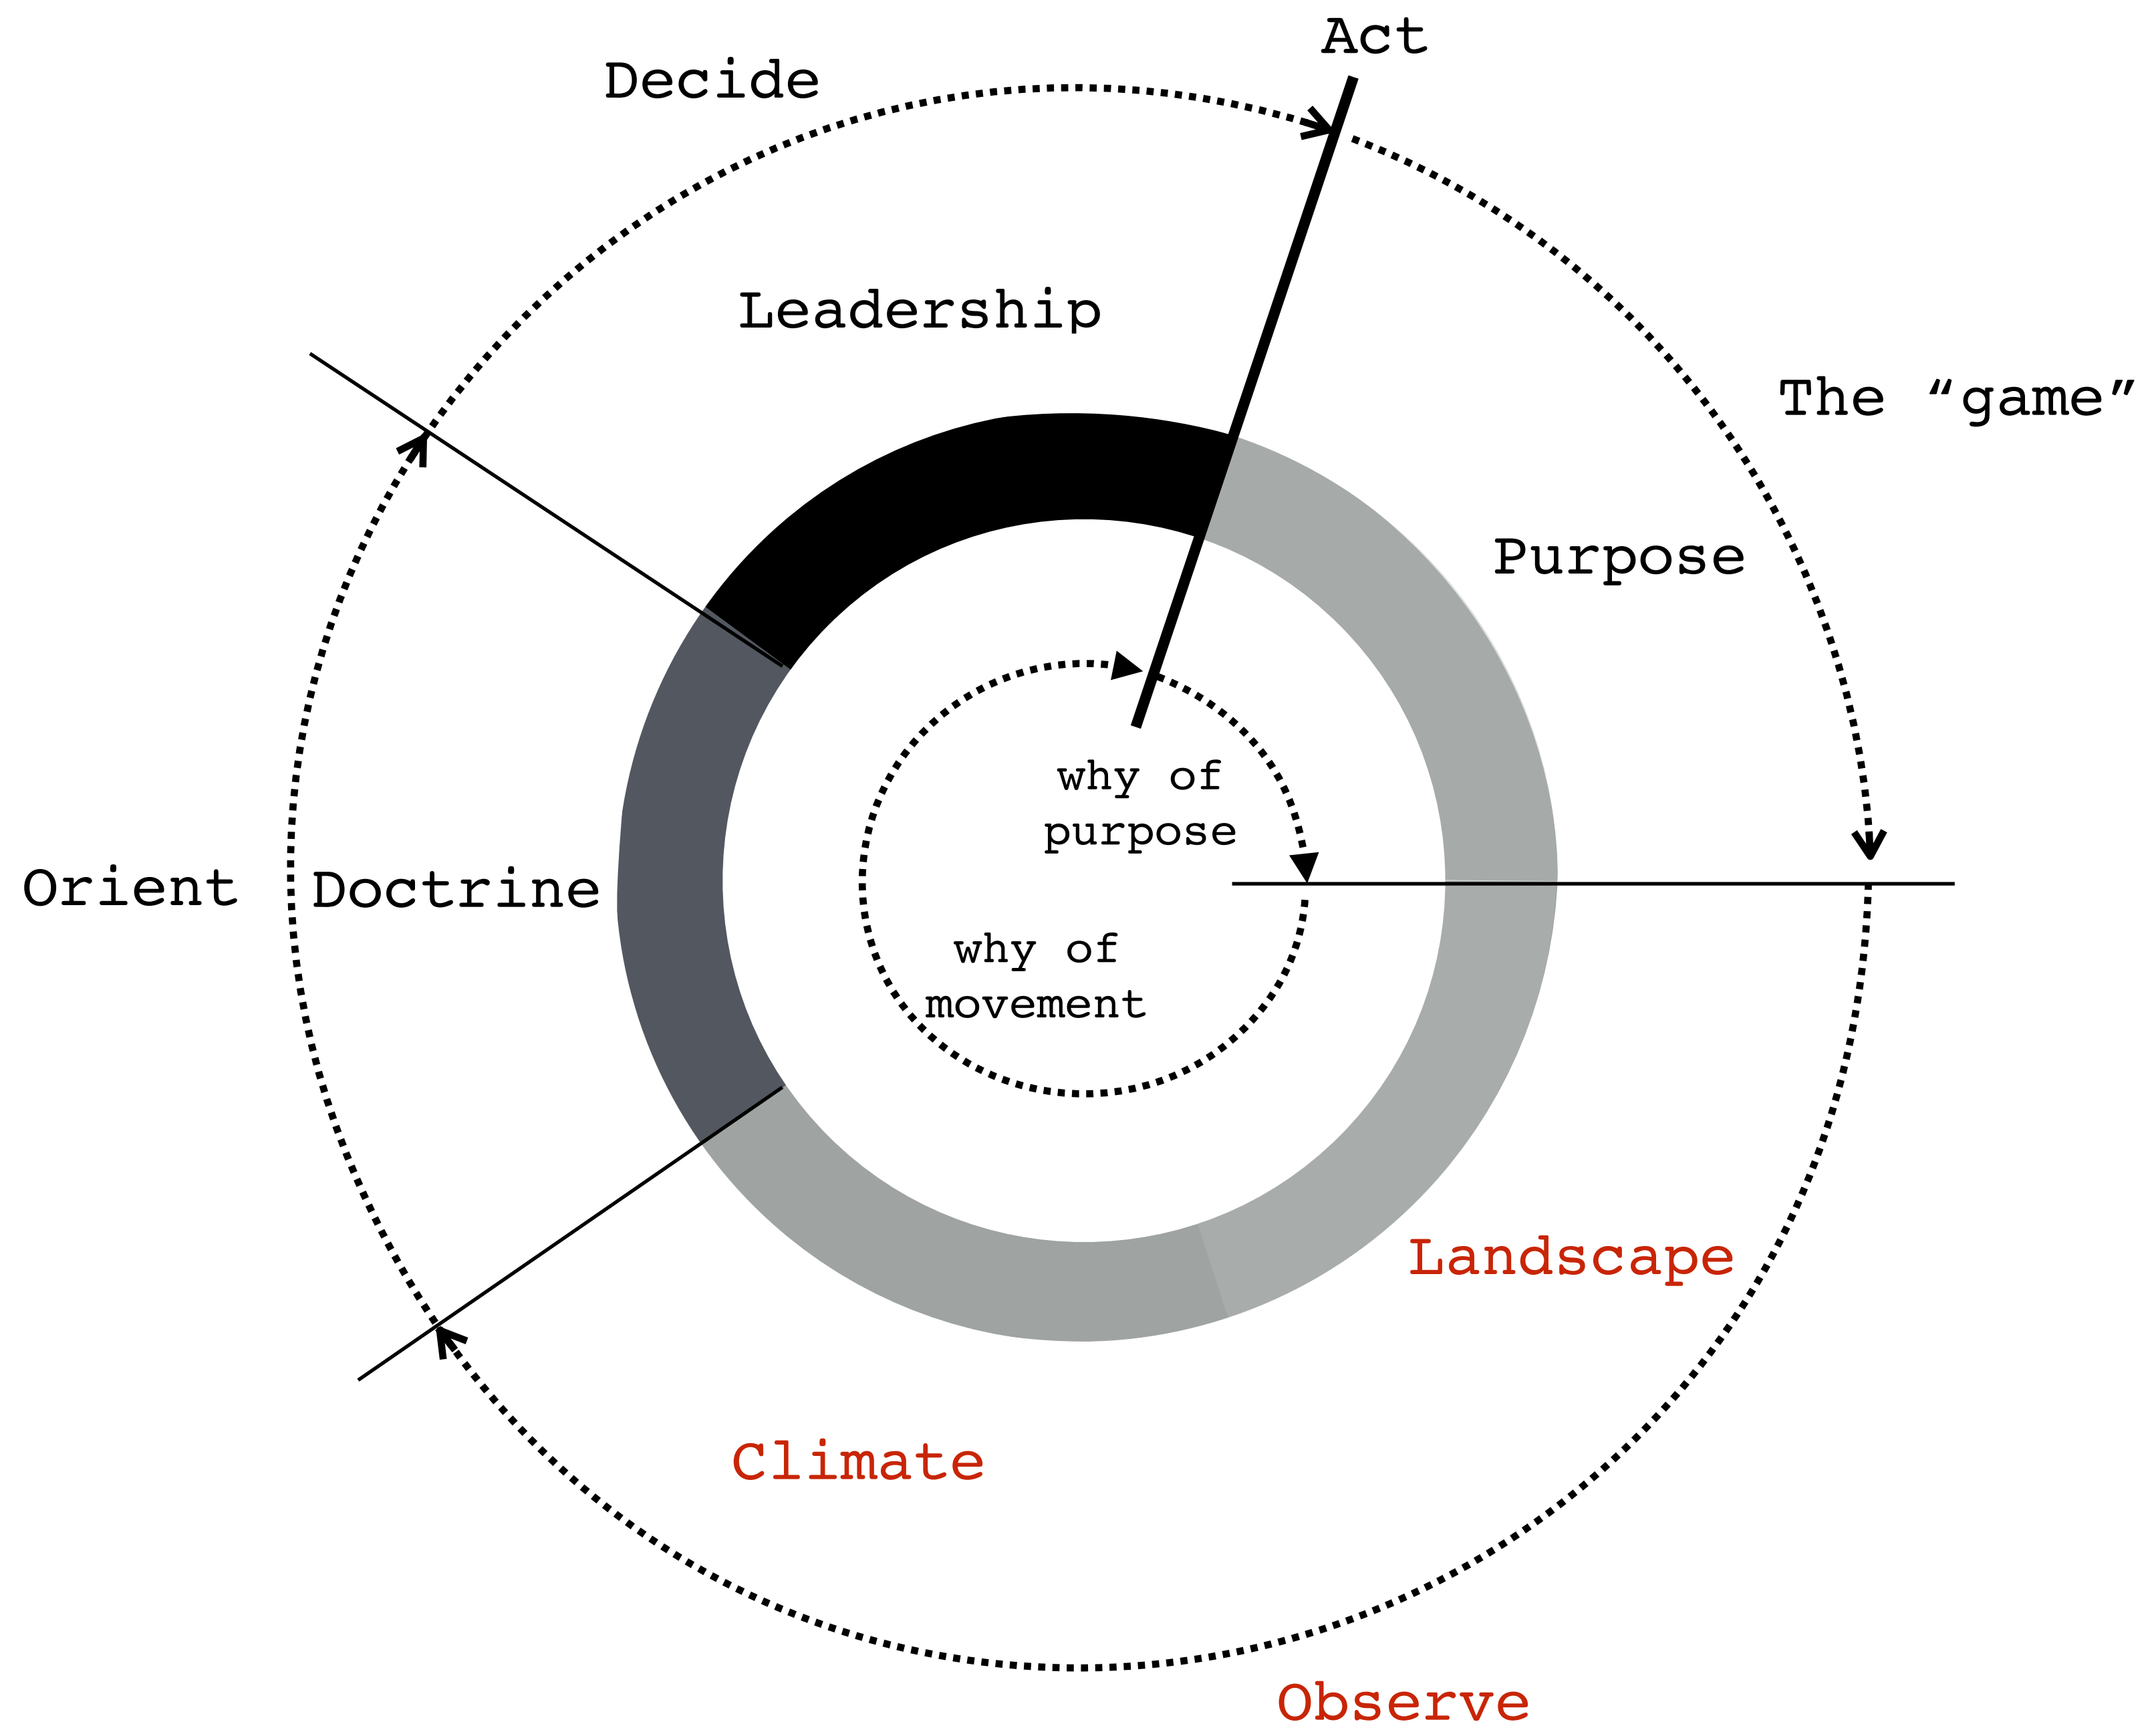 Act
Decide
Leadership
The “game”
Purpose
why of
purpose
Orient
Doctrine
why of
movement
Landscape
Climate
Observe